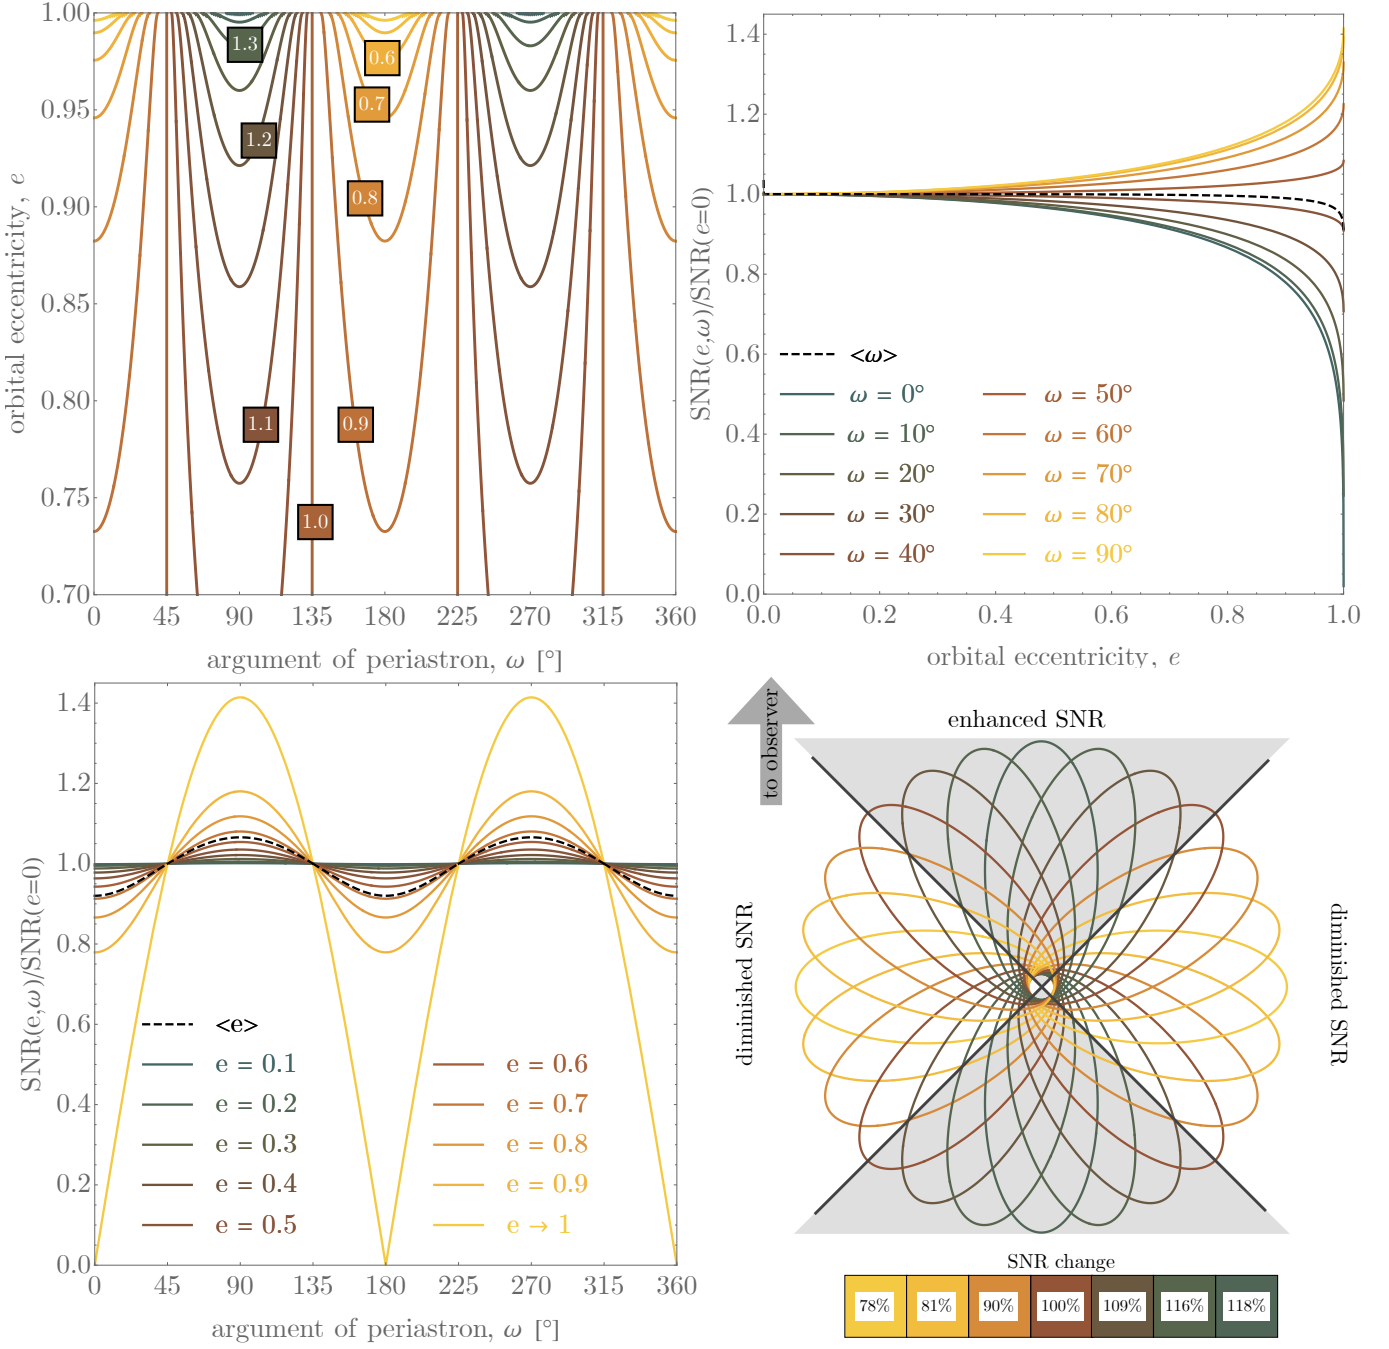 1.00
0.95
0.90
0.85
0.80
0.75
0.70
orbital eccentricity, e
1.3
0.6
0.7
1.2
0.8
1.1
0.9
1.0
0 45 90 135 180 225 270 315 360
argument of periastron, ω [°]
1.4
1.2
1.0
0.8
0.6
0.4
0.2
0.0
SNR(e,ω)/SNR(e=0)
<ω>
ω = 0° ω = 50°
ω = 10° ω = 60°
ω = 20° ω = 70°
ω = 30° ω = 80°
ω = 40° ω = 90°
0.0 0.2 0.4 0.6 0.8 1.0
orbital eccentricity, e
1.4
1.2
1.0
0.8
0.6
0.4
0.2
0.0
SNR(e,ω)/SNR(e=0)
<e>
e = 0.1 e = 0.6
e = 0.2 e = 0.7
e = 0.3 e = 0.8
e = 0.4 e = 0.9
e = 0.5 e → 1
0 45 90 135 180 225 270 315 360
argument of periastron, ω [°]
to observer
enhanced SNR
diminished SNR
diminished SNR
SNR change
78% 81% 90% 100% 109% 116% 118%